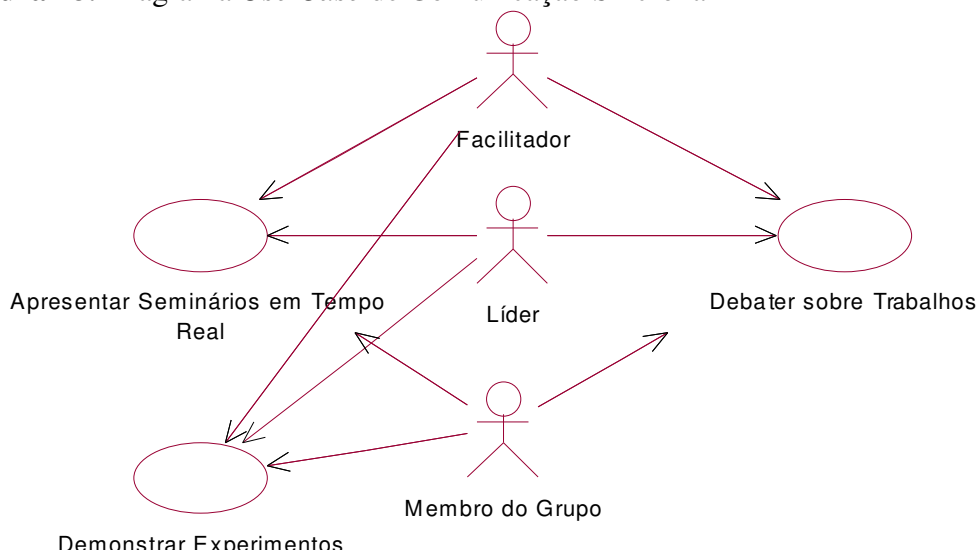 Facilitador
Apresentar Seminários em Tempo
Real
Líder
Debater sobre Trabalhos
Membro do Grupo
Demonstrar Experimentos